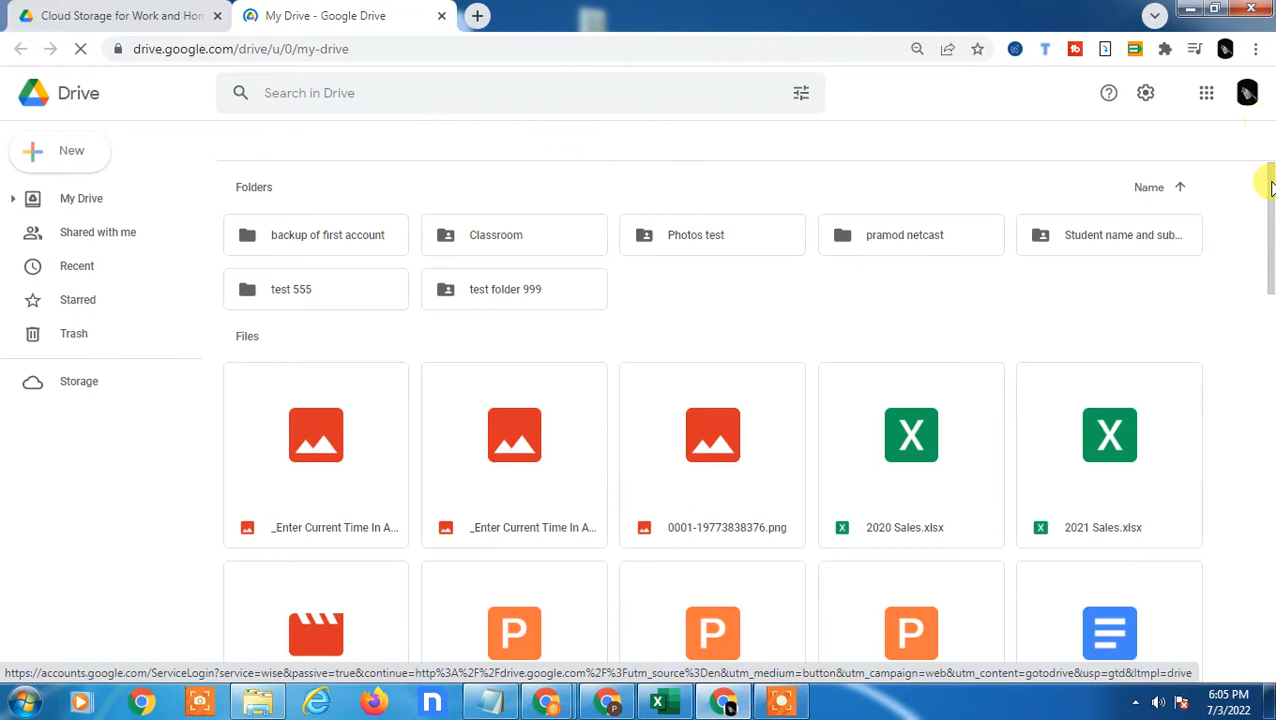 Cloud Storage for Work and Hom
My Drive - Google Drive
drive.google.com/drive/u/0/my-drive
Drive
Search in Drive
New
My Drive
Shared with me
Recent
Starred
Trash
Storage
Folders
Name
backup of first account
Classroom
Photos test
pramod netcast
Student name and sub...
test 555
test folder 999
Files
_Enter Current Time In A...
_Enter Current Time In A...
0001-19773838376.png
2020 Sales.xlsx
2021 Sales.xlsx
https://accounts.google.com/ServiceLogin?service=wise&passive=true&continue=http%3A%2F%2Fdrive.google.com%2F%3Futm_source%3Den&utm_medium=button&utm_campaign=web&utm_content=gotodrive&usp=gtd&ltmpl=drive
6:05 PM
7/3/2022